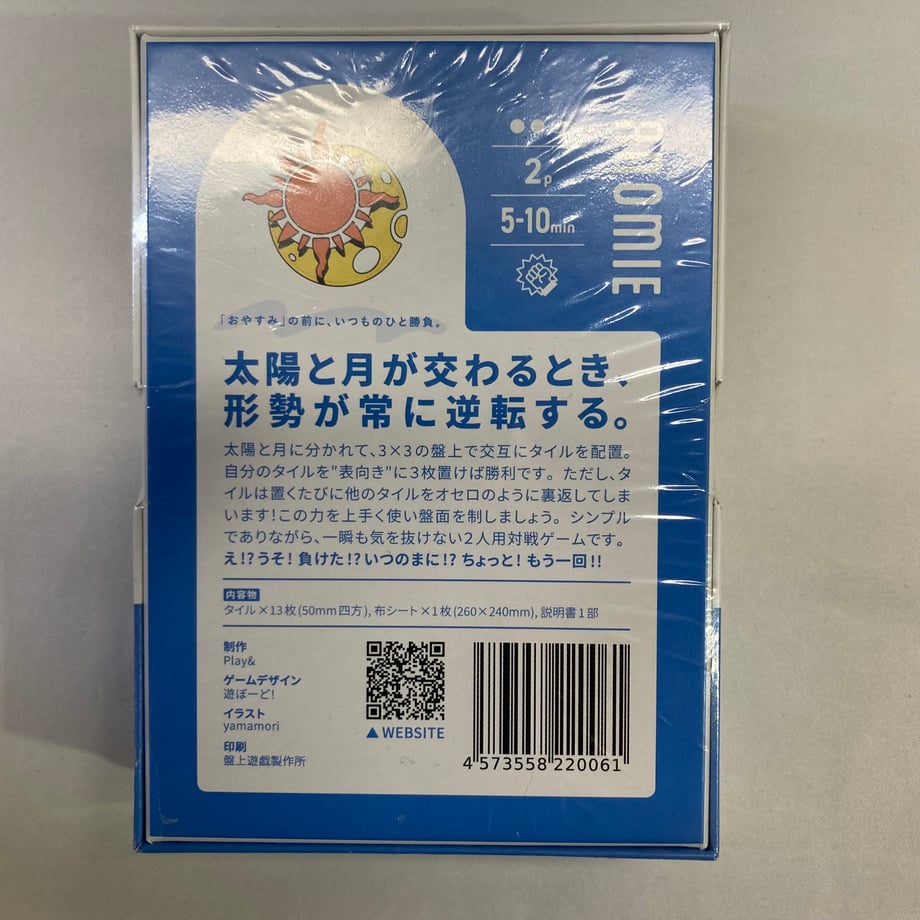 2p
5-10min
「おやすみ」の前に、いつものひと勝負。
太陽と月が交わるとき、
形勢が常に逆転する。
太陽と月に分かれて、3×3の盤上で交互にタイルを配置。
自分のタイルを"表向き"に3枚置けば勝利です。ただし、タ
イルは置くたびに他のタイルをオセロのように裏返してしま
います!この力を上手く使い盤面を制しましょう。シンプル
でありながら、一瞬も気を抜けない2人用対戦ゲームです。
え!?うそ!負けた!?いつのまに!?ちょっと!もう一回!!
内容物
タイル×13枚(50mm四方),布シート×1枚(260×240mm),説明書1部
制作
Play&
ゲームデザイン
遊ぼーど!
イラスト
yamamori
印刷
盤上遊戯製作所
▲WEBSITE
4 573558 220061